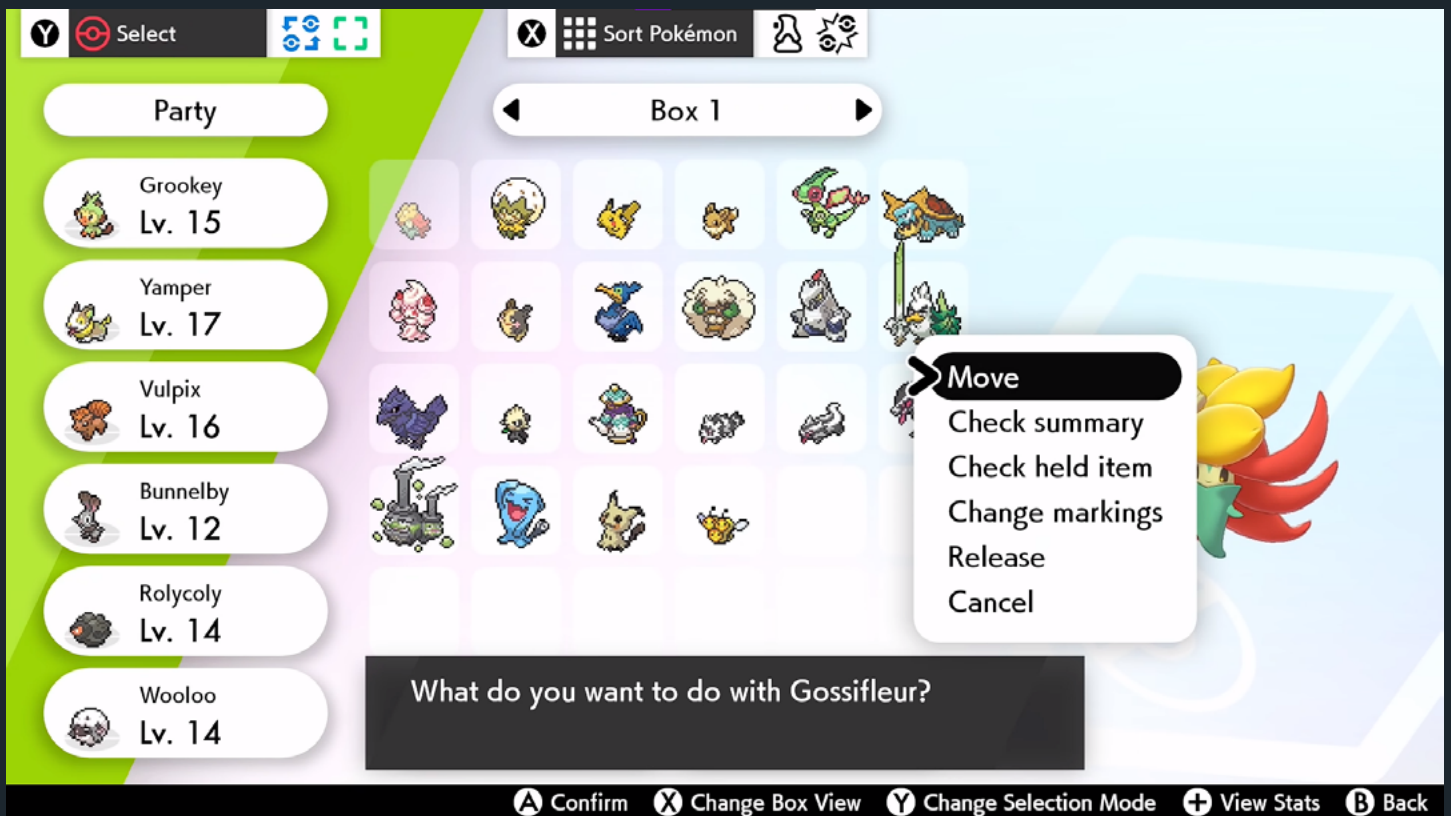 Y Select
X Sort Pokémon
Party
Box 1
Grookey
Lv. 15
Yamper
Lv. 17
Vulpix
Lv. 16
Bunnelby
Lv. 12
Rolycoly
Lv. 14
Wooloo
Lv. 14
Move
Check summary
Check held item
Change markings
Release
Cancel
What do you want to do with Gossifleur?
A Confirm X Change Box View Y Change Selection Mode + View Stats B Back